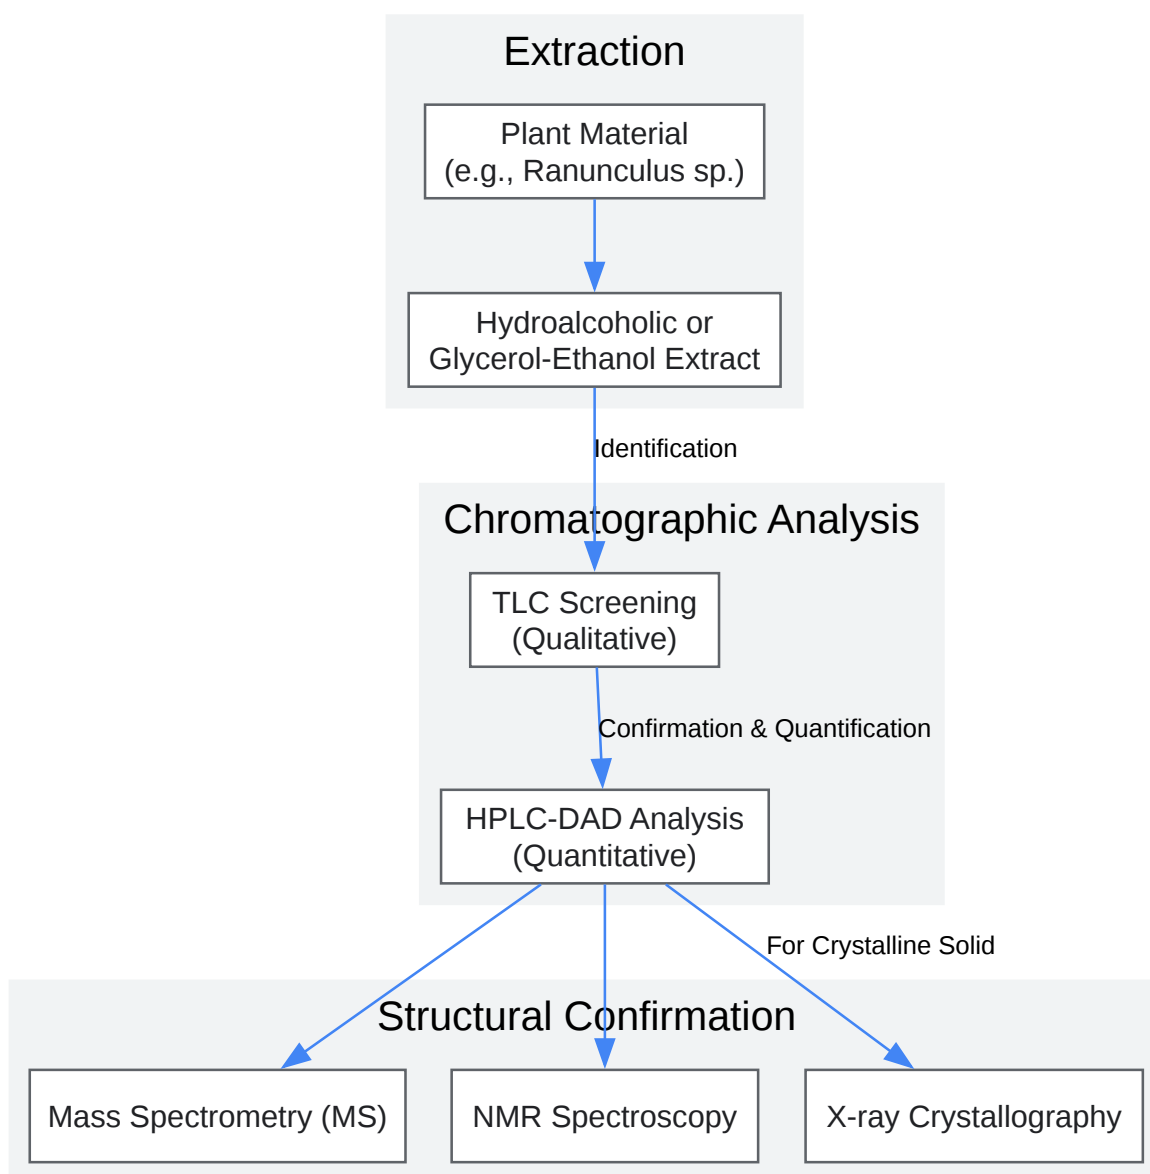 Extraction
Plant Material
(e.g., Ranunculus sp.)
Hydroalcoholic or
Glycerol-Ethanol Extract
Identification
Chromatographic Analysis
TLC Screening
(Qualitative)
Confirmation & Quantification
HPLC-DAD Analysis
(Quantitative)
For Crystalline Solid
Structural Confirmation
Mass Spectrometry (MS)
NMR Spectroscopy
X-ray Crystallography